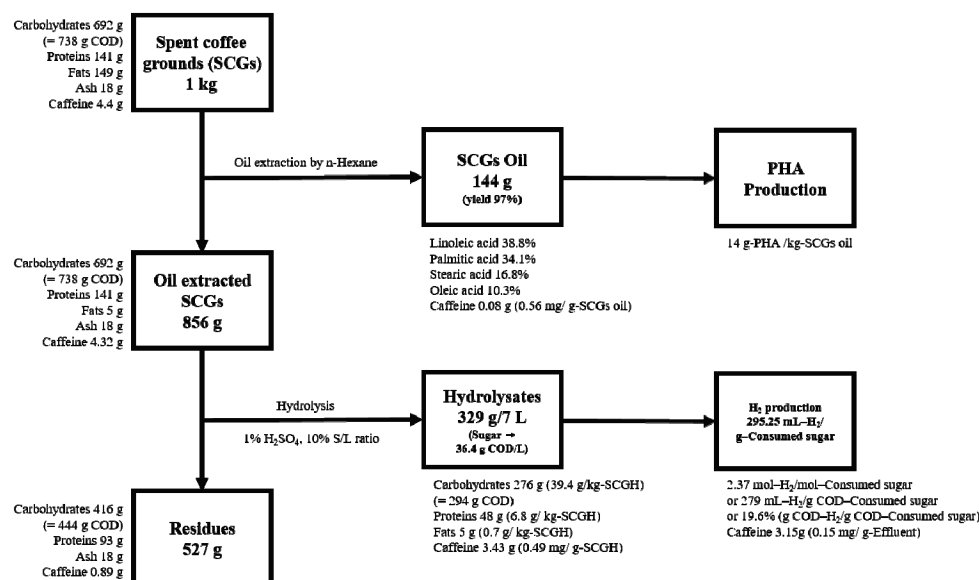 Carbohydrates 692 g
(= 738 g COD)
Proteins 141 g
Fats 149 g
Ash 18 g
Caffeine 4.4 g
Spent coffee
grounds (SCGs)
1 kg
Oil extraction by n-Hexane
SCGs Oil
144 g
(yield 97%)
PHA
Production
Linoleic acid 38.8%
Palmitic acid 34.1%
Stearic acid 16.8%
Oleic acid 10.3%
Caffeine 0.08 g (0.56 mg/ g-SCGs oil)
14 g-PHA /kg-SCGs oil
Carbohydrates 692 g
(= 738 g COD)
Proteins 141 g
Fats 5 g
Ash 18 g
Caffeine 4.32 g
Oil extracted
SCGs
856 g
Hydrolysis
1% H₂SO₄, 10% S/L ratio
Hydrolysates
329 g/7 L
(Sugar →
36.4 g COD/L)
H₂ production
295.25 mL–H₂/
g–Consumed sugar
Carbohydrates 276 g (39.4 g/kg-SCGH)
(= 294 g COD)
Proteins 48 g (6.8 g/ kg-SCGH)
Fats 5 g (0.7 g/ kg-SCGH)
Caffeine 3.43 g (0.49 mg/ g-SCGH)
2.37 mol–H₂/mol–Consumed sugar
or 279 mL–H₂/g COD–Consumed sugar
or 19.6% (g COD–H₂/g COD–Consumed sugar)
Caffeine 3.15g (0.15 mg/ g-Effluent)
Carbohydrates 416 g
(= 444 g COD)
Proteins 93 g
Ash 18 g
Caffeine 0.89 g
Residues
527 g